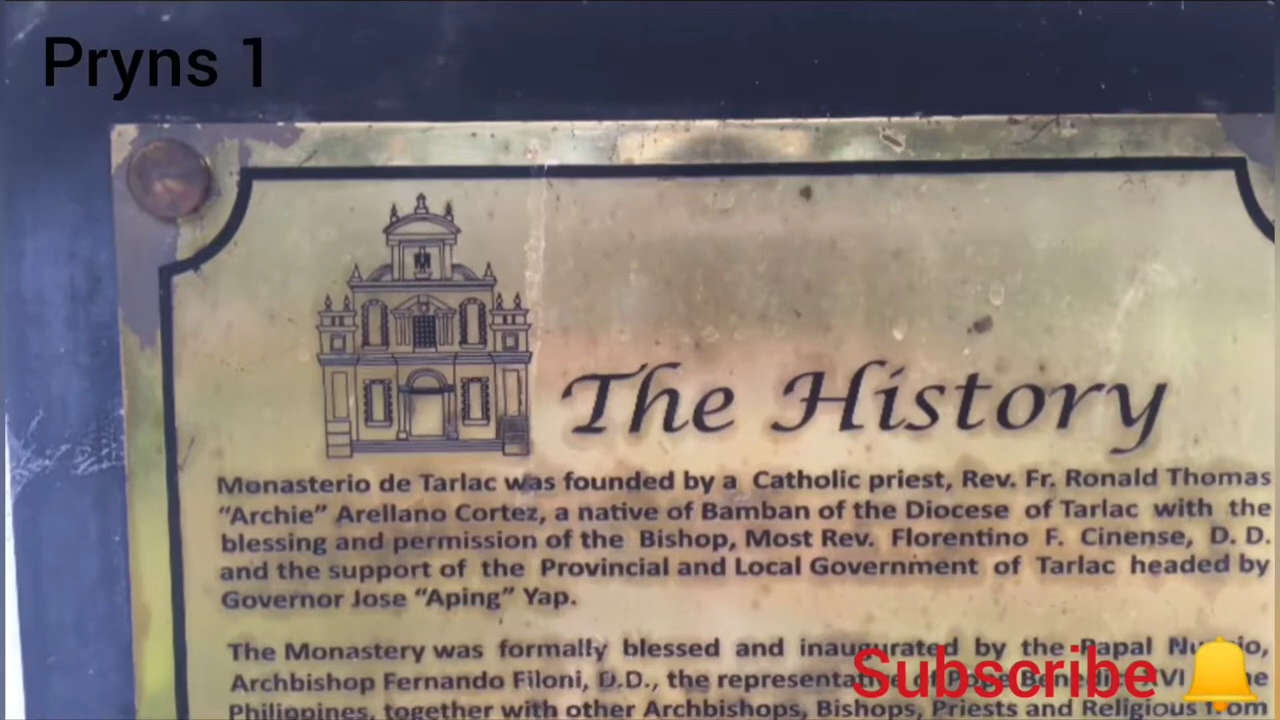 Pryns 1
The History
Monasterio de Tarlac was founded by a Catholic priest, Rev. Fr. Ronald Thomas
“Archie” Arellano Cortez, a native of Bamban of the Diocese of Tarlac with the
blessing and permission of the Bishop, Most Rev. Florentino F. Cinense, D. D.
and the support of the Provincial and Local Government of Tarlac headed by
Governor Jose “Aping” Yap.
The Monastery was formally blessed and inaugurated by the Papal
Archbishop Fernando Filoni, D.D., the of Pope
Philippines, together with other Archbishops, Bishops, Priests and Religious from
Subscribe